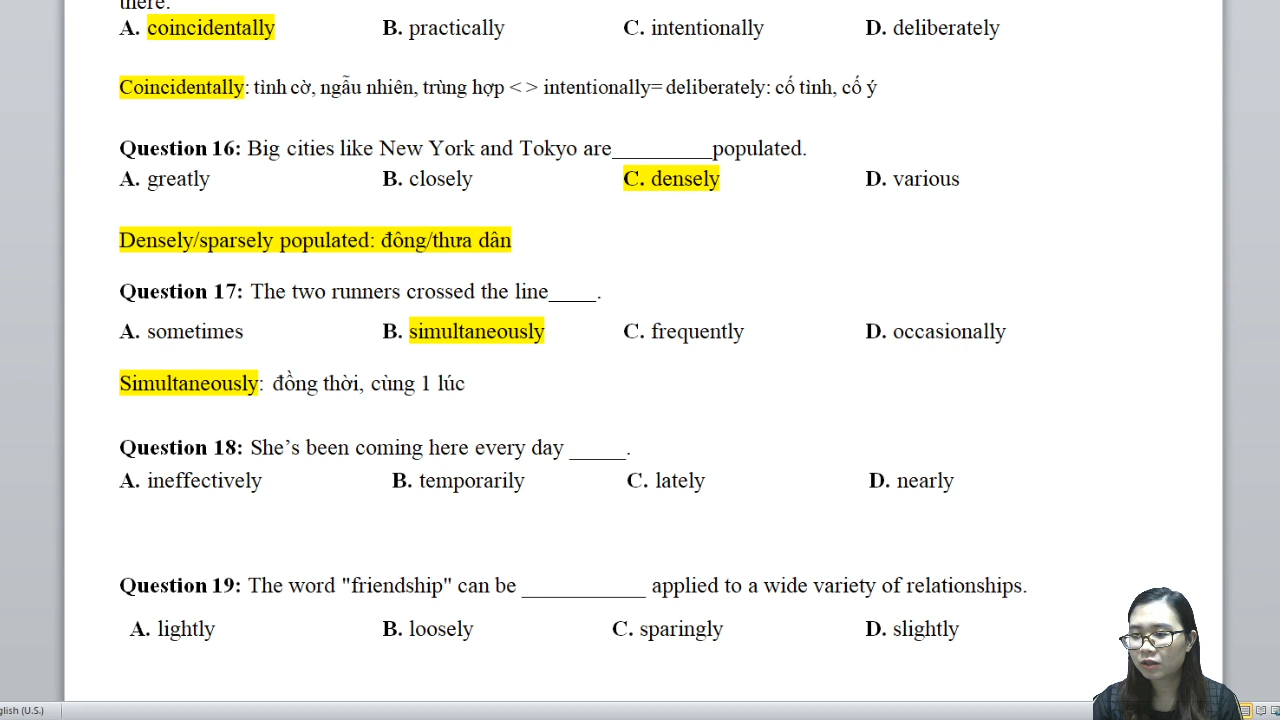 there.
A. coincidentally B. practically C. intentionally D. deliberately
Coincidentally: tình cờ, ngẫu nhiên, trùng hợp < > intentionally= deliberately: cố tình, cố ý
Question 16: Big cities like New York and Tokyo are_________populated.
A. greatly B. closely C. densely D. various
Densely/sparsely populated: đông/thưa dân
Question 17: The two runners crossed the line____.
A. sometimes B. simultaneously C. frequently D. occasionally
Simultaneously: đồng thời, cùng 1 lúc
Question 18: She’s been coming here every day _____.
A. ineffectively B. temporarily C. lately D. nearly
Question 19: The word "friendship" can be ___________ applied to a wide variety of relationships.
A. lightly B. loosely C. sparingly D. slightly
glish (U.S.)